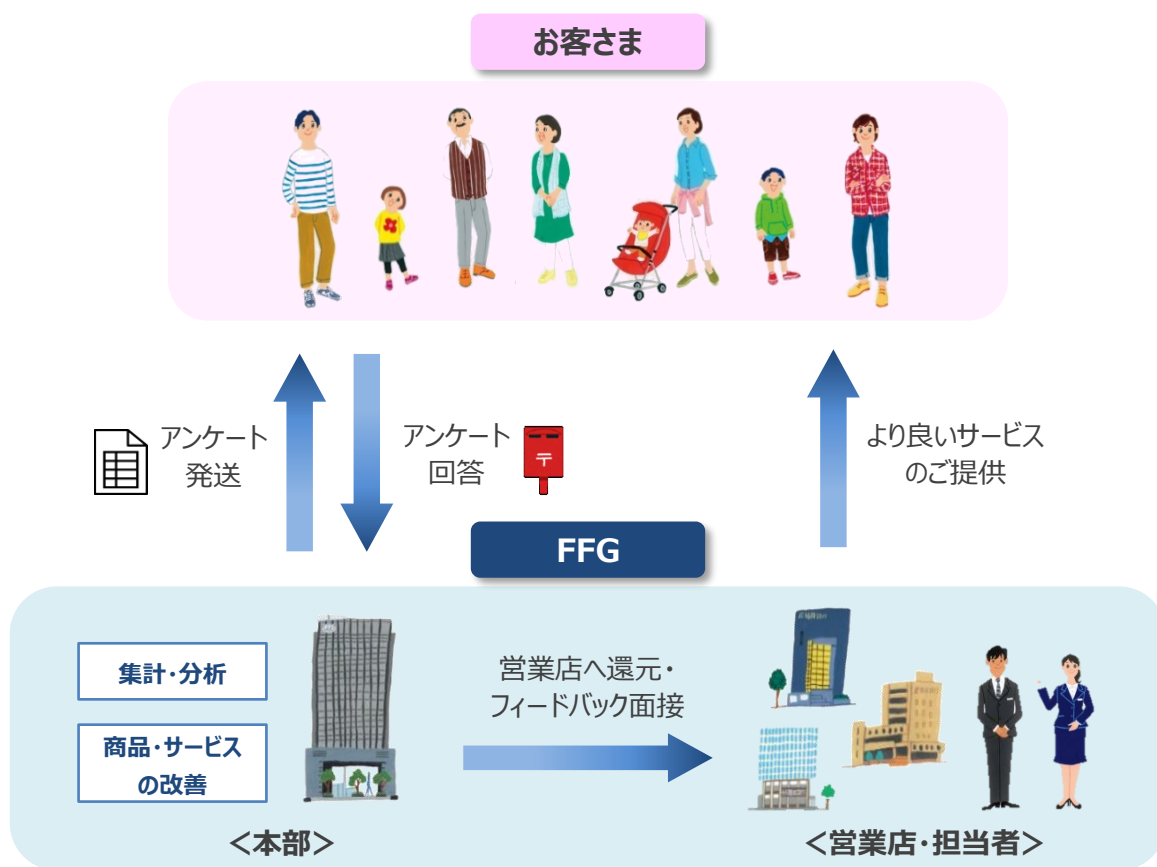 お客さま
アンケート
発送
アンケート
回答
〒
より良いサービス
のご提供
FFG
集計・分析
商品・サービス
の改善
営業店へ還元・
フィードバック面接
＜本部＞
＜営業店・担当者＞